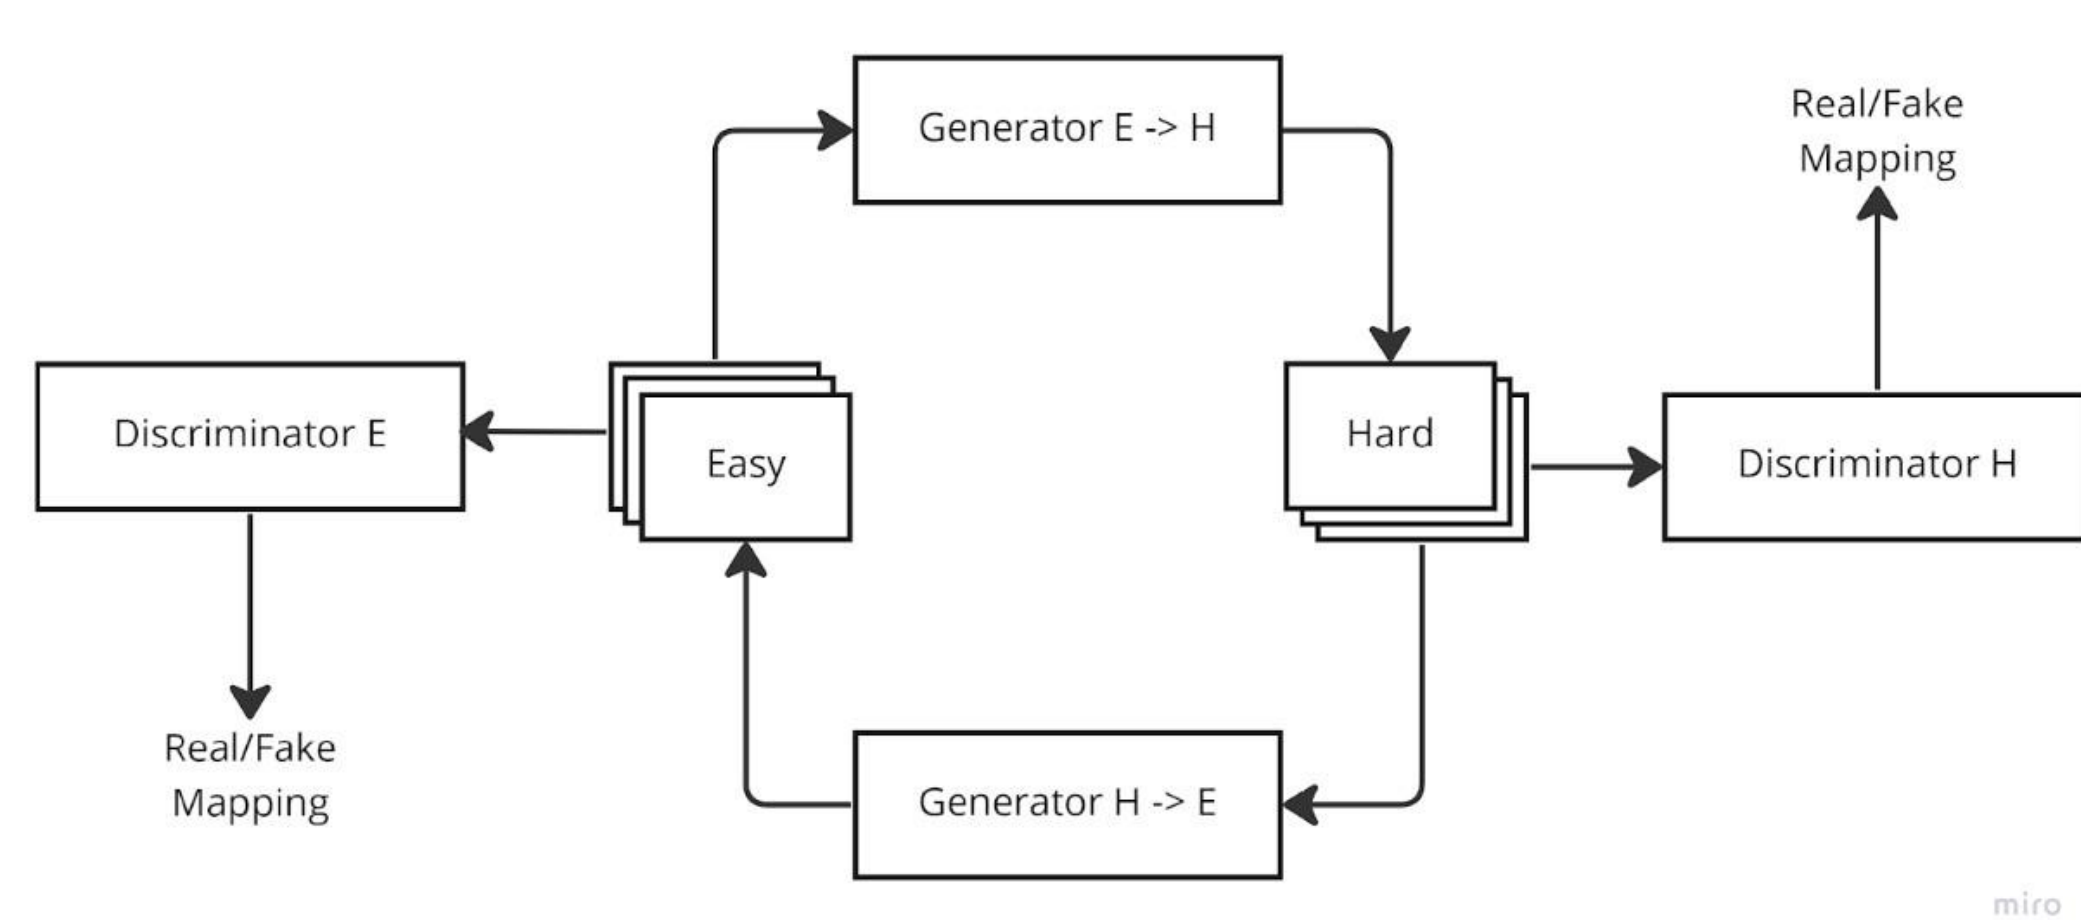 Generator E -> H
Real/Fake
Mapping
Discriminator E
Easy
Hard
Discriminator H
Real/Fake
Mapping
Generator H -> E
miro